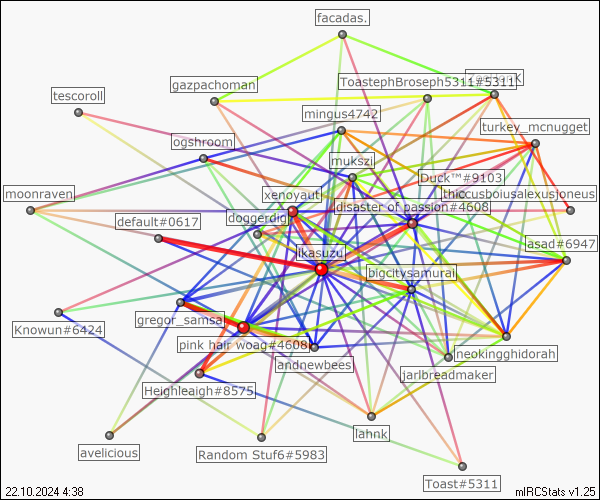 facadas.
ToastephBroseph5311#5311
gazpachoman
tescoroll
mingus4742
turkey_mcnugget
ogshroom
mukszi
Duck™#9103
moonraven
xenoyaut
thiccusboiusalexusjoneus
default#0617
doggerdig
disaster of passion#4608
asad#6947
ikasuzu
bigcitysamurai
gregor_samsa
Knowun#6424
pink hair woag#4608
neokingghidorah
andnewbees
jarlbreadmaker
Heighleaigh#8575
lahnk
avelicious
Random Stuf6#5983
Toast#5311
22.10.2024 4:38
mIRCStats v1.25